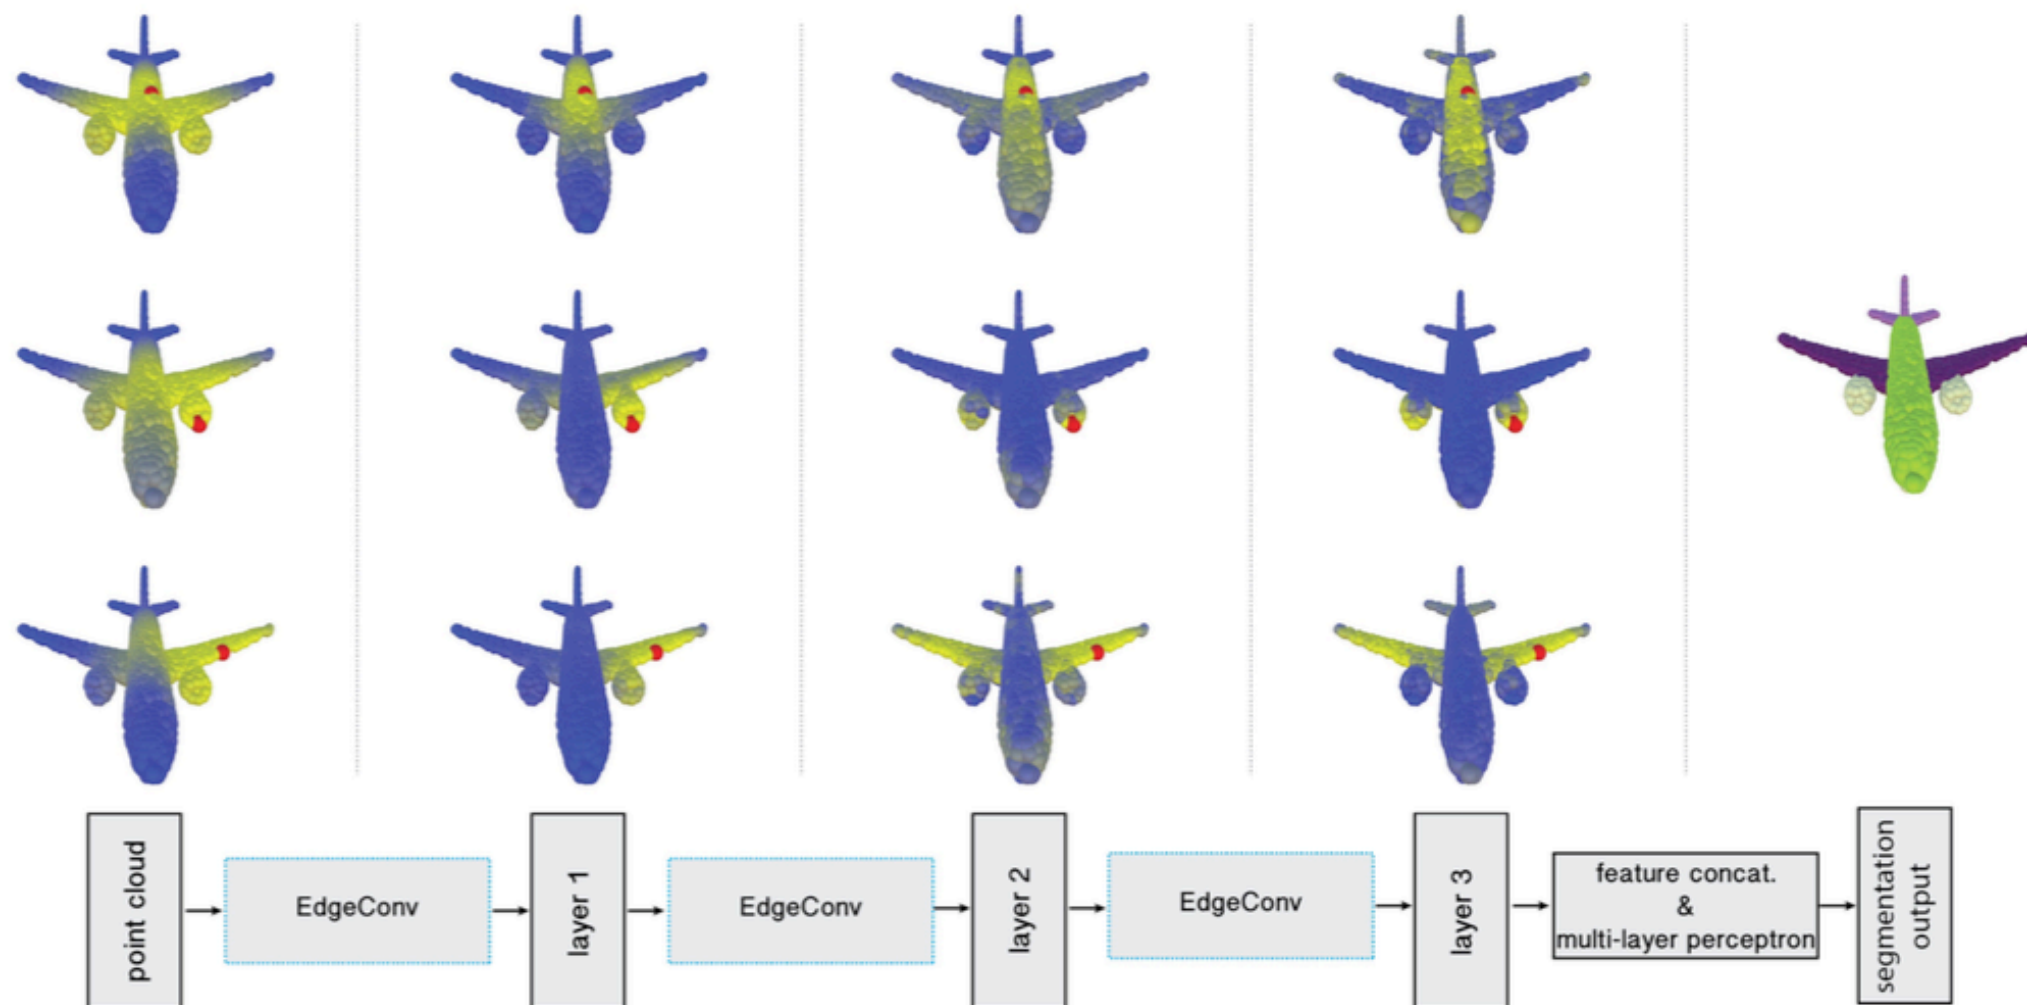 point cloud
EdgeConv
layer 1
EdgeConv
layer 2
EdgeConv
layer 3
feature concat.
&
multi-layer perceptron
segmentation
output